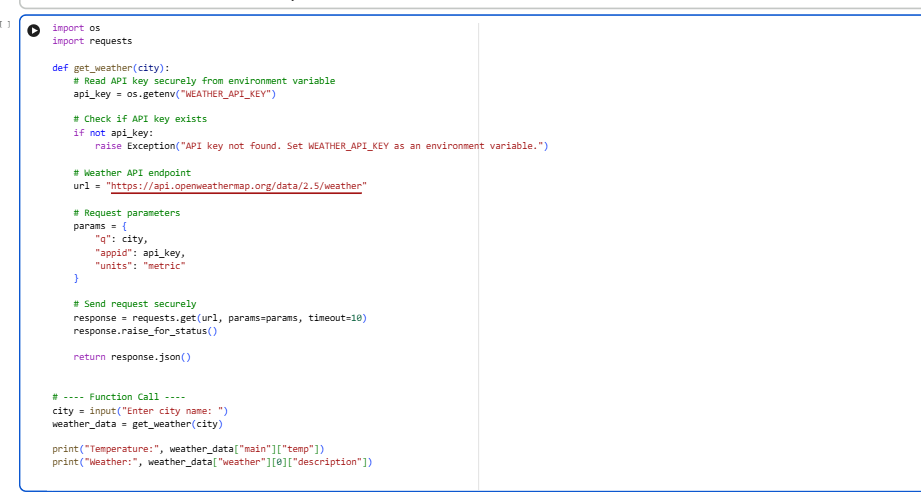 [ ]
import os
import requests

def get_weather(city):
    # Read API key securely from environment variable
    api_key = os.getenv("WEATHER_API_KEY")

    # Check if API key exists
    if not api_key:
        raise Exception("API key not found. Set WEATHER_API_KEY as an environment variable.")

    # Weather API endpoint
    url = "https://api.openweathermap.org/data/2.5/weather"

    # Request parameters
    params = {
        "q": city,
        "appid": api_key,
        "units": "metric"
    }

    # Send request securely
    response = requests.get(url, params=params, timeout=10)
    response.raise_for_status()

    return response.json()


# ---- Function Call ----
city = input("Enter city name: ")
weather_data = get_weather(city)

print("Temperature:", weather_data["main"]["temp"])
print("Weather:", weather_data["weather"][0]["description"])